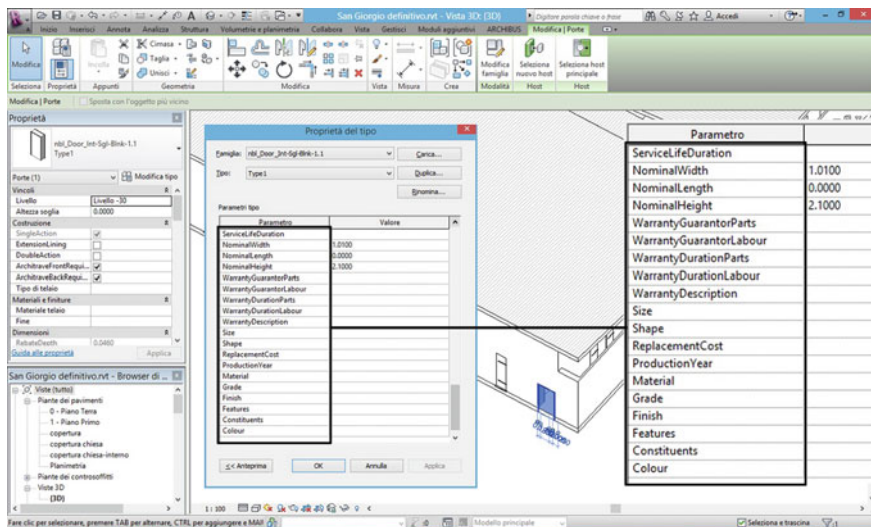 San Giorgio definitivo.rvt - Vista 3D: {3D}
Digitare parola chiave o frase
Accedi
Inizio Inserisci Annota Analizza Struttura Volumetrie e planimetria Collabora Vista Gestisci Moduli aggiuntivi ARCHIBUS Modifica | Porte
Modifica
Incolla
Cimasa
Taglia
Unisci
Modifica famiglia
Seleziona nuovo host
Seleziona host principale
Seleziona Proprietà Appunti Geometria Modifica Vista Misura Crea Modalità Host Host
Modifica | Porte
Sposta con l'oggetto più vicino
Proprietà
nbl_Door_Int-Sgl-Blnk-1.1
Type1
Porte (1)
Modifica tipo
Vincoli
Livello Livello -30
Altezza soglia 0.0000
Costruzione
SingleAction
ExtensionLining
DoubleAction
ArchitraveFrontRequi...
ArchitraveBackRequi...
Tipo di telaio
Materiali e finiture
Materiale telaio
Fine
Dimensioni
RebateDepth 0.0460
Guida alle proprietà
Applica
San Giorgio definitivo.rvt - Browser di ...
Viste (tutto)
Piante dei pavimenti
0 - Piano Terra
1 - Piano Primo
copertura
copertura chiesa
copertura chiesa-interno
Planimetria
Piante dei controsoffitti
Viste 3D
{3D}
Proprietà del tipo
Famiglia: nbl_Door_Int-Sgl-Blnk-1.1
Carica...
Tipo: Type1
Duplica...
Rinomina...
Parametri tipo
Parametro Valore
ServiceLifeDuration
NominalWidth 1.0100
NominalLength 0.0000
NominalHeight 2.1000
WarrantyGuarantorParts
WarrantyGuarantorLabour
WarrantyDurationParts
WarrantyDurationLabour
WarrantyDescription
Size
Shape
ReplacementCost
ProductionYear
Material
Grade
Finish
Features
Constituents
Colour
<< Anteprima
OK
Annulla
Applica
Parametro
ServiceLifeDuration
NominalWidth 1.0100
NominalLength 0.0000
NominalHeight 2.1000
WarrantyGuarantorParts
WarrantyGuarantorLabour
WarrantyDurationParts
WarrantyDurationLabour
WarrantyDescription
Size
Shape
ReplacementCost
ProductionYear
Material
Grade
Finish
Features
Constituents
Colour
1 : 100
Fare clic per selezionare, premere TAB per alternare, CTRL per aggiungere e MAI
:0
Modello principale
Seleziona e trascina